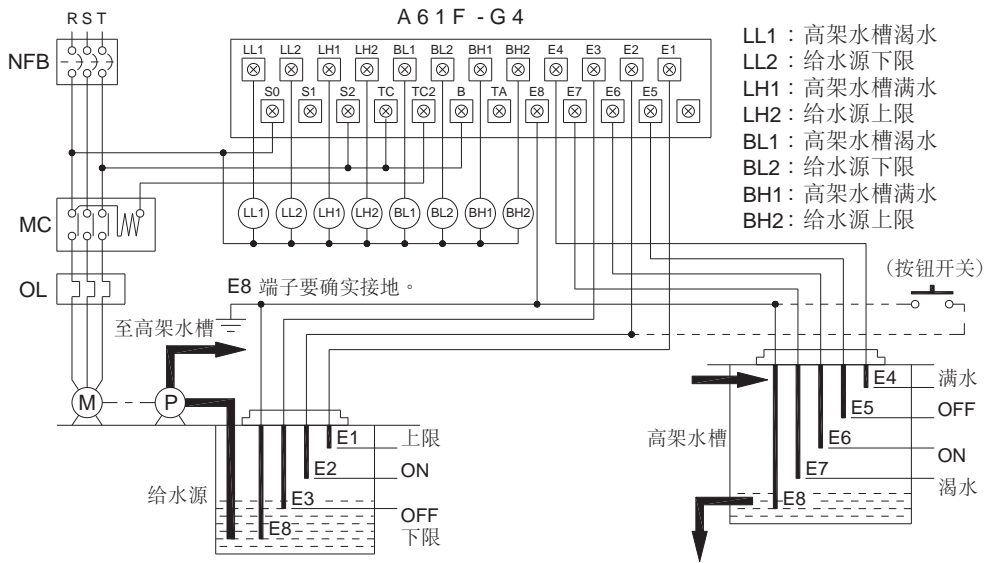 R S T
A61F-G4
NFB
LL1 LL2 LH1 LH2 BL1 BL2 BH1 BH2 E4 E3 E2 E1
S0 S1 S2 TC TC2 B TA E8 E7 E6 E5
LL1：高架水槽渴水
LL2：给水源下限
LH1：高架水槽满水
LH2：给水源上限
BL1：高架水槽渴水
BL2：给水源下限
BH1：高架水槽满水
BH2：给水源上限
MC
LL1 LL2 LH1 LH2 BL1 BL2 BH1 BH2
OL
E8 端子要确实接地。
（按钮开关）
至高架水槽
M
P
E1 上限
E2 ON
给水源
E3 OFF
E8 下限
E4 满水
E5 OFF
高架水槽
E6 ON
E7 渴水
E8